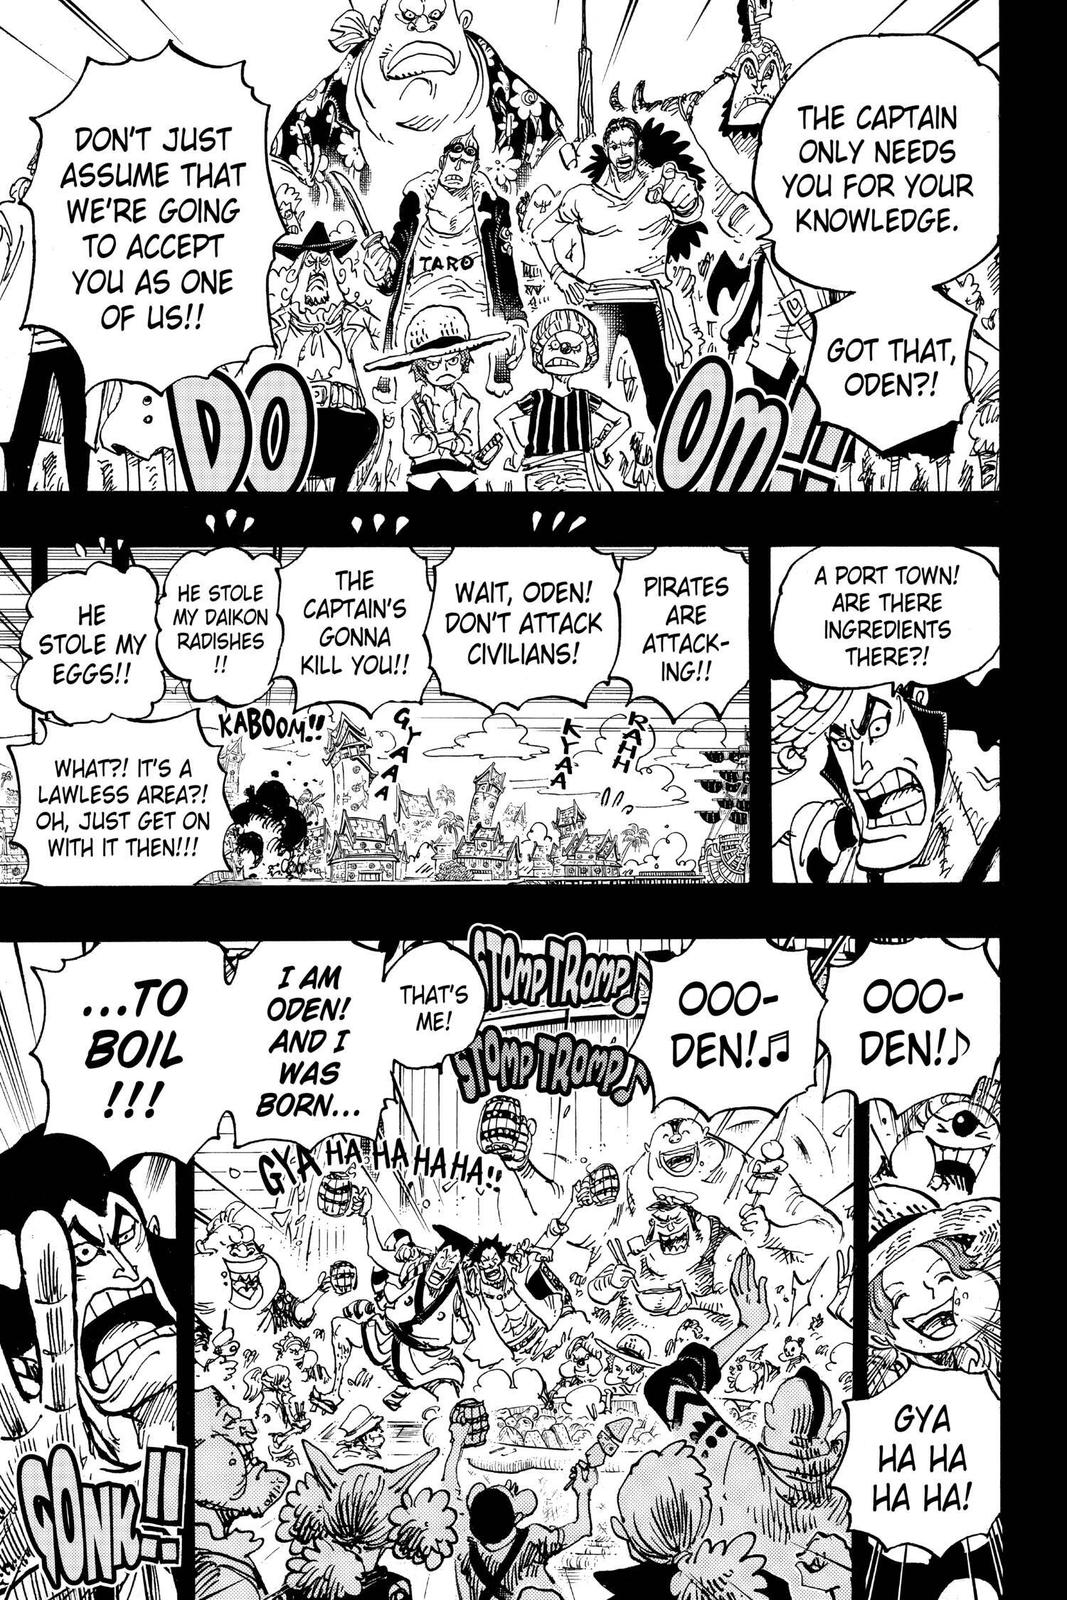 THE CAPTAIN
ONLY NEEDS
YOU FOR YOUR
KNOWLEDGE.
GOT THAT,
ODEN?!
DON'T JUST
ASSUME THAT
WE'RE GOING
TO ACCEPT
YOU AS ONE
OF US!!
TARO
DO
OM!!
A PORT TOWN!
ARE THERE
INGREDIENTS
THERE?!
PIRATES
ARE
ATTACK-
ING!!
WAIT, ODEN!
DON'T ATTACK
CIVILIANS!
THE
CAPTAIN'S
GONNA
KILL YOU!!
HE STOLE
MY DAIKON
RADISHES
!!
HE
STOLE MY
EGGS!!
RAHH
KYAA
GYAAA
KABOOM!!
WHAT?! IT'S A
LAWLESS AREA?!
OH, JUST GET ON
WITH IT THEN!!!
OOO-
DEN!♪
OOO-
DEN!♫
STOMP TROMP♪
STOMP TROMP♪
THAT'S
ME!
I AM
ODEN!
AND I
WAS
BORN...
...TO
BOIL
!!!
GYA HA HA HA HA!!
GYA
HA HA
HA HA!
GONK!!